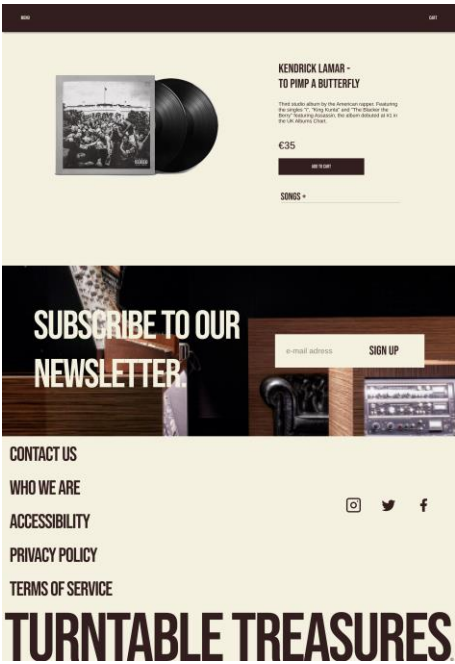 MENU
CART
KENDRICK LAMAR -
TO PIMP A BUTTERFLY
Third studio album by the American rapper. Featuring
the singles "i", "King Kunta" and "The Blacker the
Berry" featuring Assassin, the album debuted at #1 in
the UK Albums Chart.
€35
ADD TO CART
SONGS +
SUBSCRIBE TO OUR
NEWSLETTER.
e-mail adress
SIGN UP
CONTACT US
WHO WE ARE
ACCESSIBILITY
PRIVACY POLICY
TERMS OF SERVICE
TURNTABLE TREASURES.